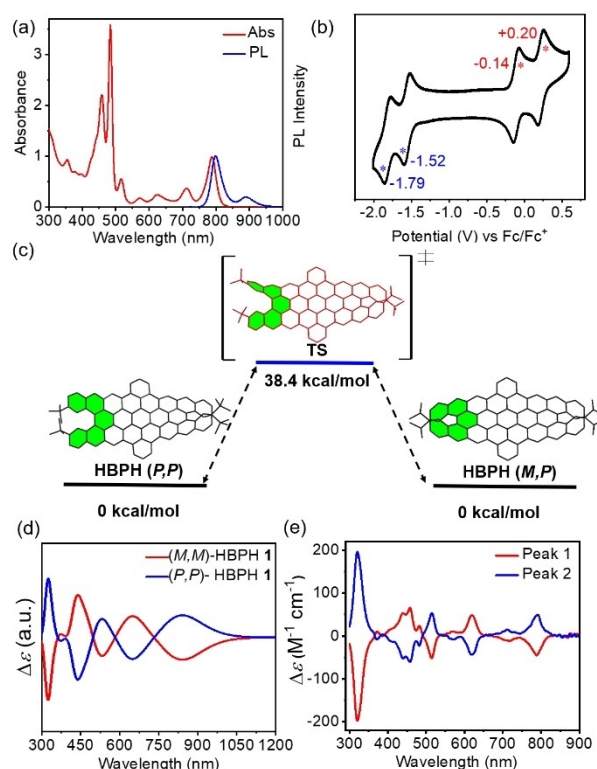 (a)
Abs
PL
Absorbance
3
2
1
0
300 400 500 600 700 800 900 1000
Wavelength (nm)
PL Intensity
(b)
+0.20
-0.14
*
*
*
*
-1.52
-1.79
-2.0 -1.5 -1.0 -0.5 0.0 0.5
Potential (V) vs Fc/Fc+
(c)
‡
TS
38.4 kcal/mol
HBPH (P,P)
0 kcal/mol
HBPH (M,P)
0 kcal/mol
(d)
(M,M)-HBPH 1
(P,P)- HBPH 1
Δε (a.u.)
300 450 600 750 900 1050 1200
Wavelength (nm)
(e)
Peak 1
Peak 2
Δε (M-1 cm-1)
200
100
0
-100
-200
300 400 500 600 700 800 900
Wavelength (nm)